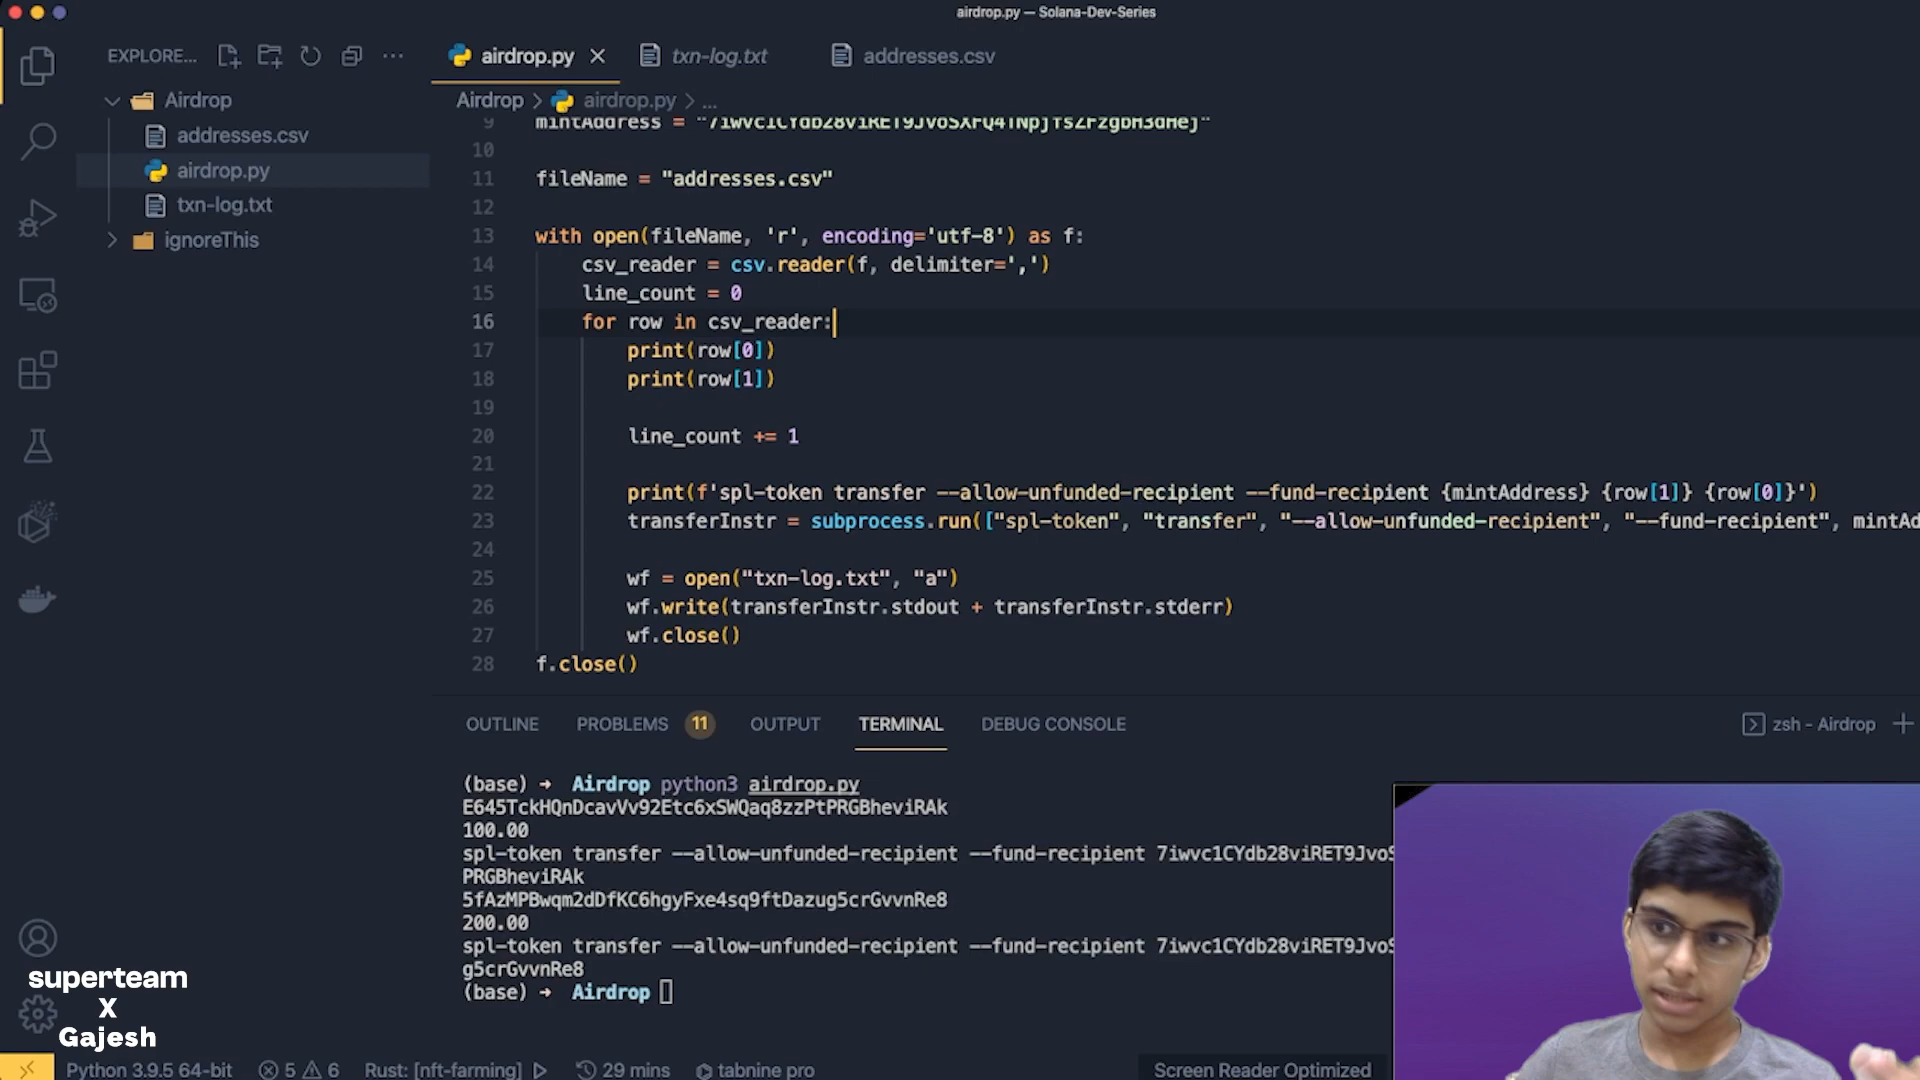 airdrop.py — Solana-Dev-Series
EXPLORE...
airdrop.py
txn-log.txt
addresses.csv
Airdrop
addresses.csv
airdrop.py
txn-log.txt
ignoreThis
Airdrop > airdrop.py > ...
9 mintAddress =
10
11 fileName = "addresses.csv"
12
13 with open(fileName, 'r', encoding='utf-8') as f:
14 csv_reader = csv.reader(f, delimiter=',')
15 line_count = 0
16 for row in csv_reader:
17 print(row[0])
18 print(row[1])
19
20 line_count += 1
21
22 print(f'spl-token transfer --allow-unfunded-recipient --fund-recipient {mintAddress} {row[1]} {row[0]}')
23 transferInstr = subprocess.run(["spl-token", "transfer", "--allow-unfunded-recipient", "--fund-recipient", mintAd
24
25 wf = open("txn-log.txt", "a")
26 wf.write(transferInstr.stdout + transferInstr.stderr)
27 wf.close()
28 f.close()
OUTLINE
PROBLEMS 11
OUTPUT
TERMINAL
DEBUG CONSOLE
zsh - Airdrop
(base) → Airdrop python3 airdrop.py
E645TckHQnDcavVv92Etc6xSWQaq8zzPtPRGBheviRAk
100.00
spl-token transfer --allow-unfunded-recipient --fund-recipient 7iwvc1CYdb28viRET9JvoS
PRGBheviRAk
5fAzMPBwqm2dDfKC6hgyFxe4sq9ftDazug5crGvvnRe8
200.00
spl-token transfer --allow-unfunded-recipient --fund-recipient 7iwvc1CYdb28viRET9JvoS
g5crGvvnRe8
(base) → Airdrop
superteam
X
Gajesh
Python 3.9.5 64-bit
5
6
Rust: [nft-farming]
29 mins
tabnine pro
Screen Reader Optimized